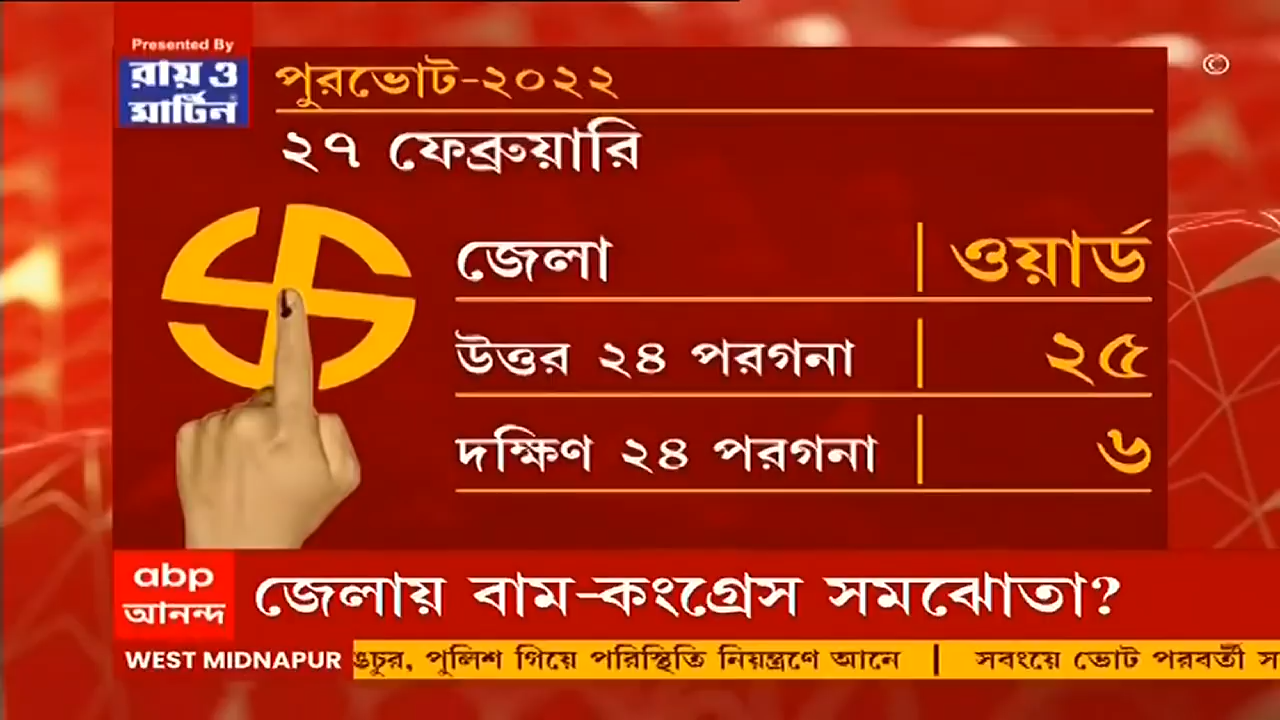 Presented By
রায় ও
মার্টিন
©
পুরভোট-২০২২
২৭ ফেব্রুয়ারি
জেলা ওয়ার্ড
উত্তর ২৪ পরগনা ২৫
দক্ষিণ ২৪ পরগনা ৬
abp
আনন্দ
জেলায় বাম-কংগ্রেস সমঝোতা?
WEST MIDNAPUR
পুলিশ গিয়ে পরিস্থিতি নিয়ন্ত্রণে আনে | সবংয়ে ভোট পরবর্তী